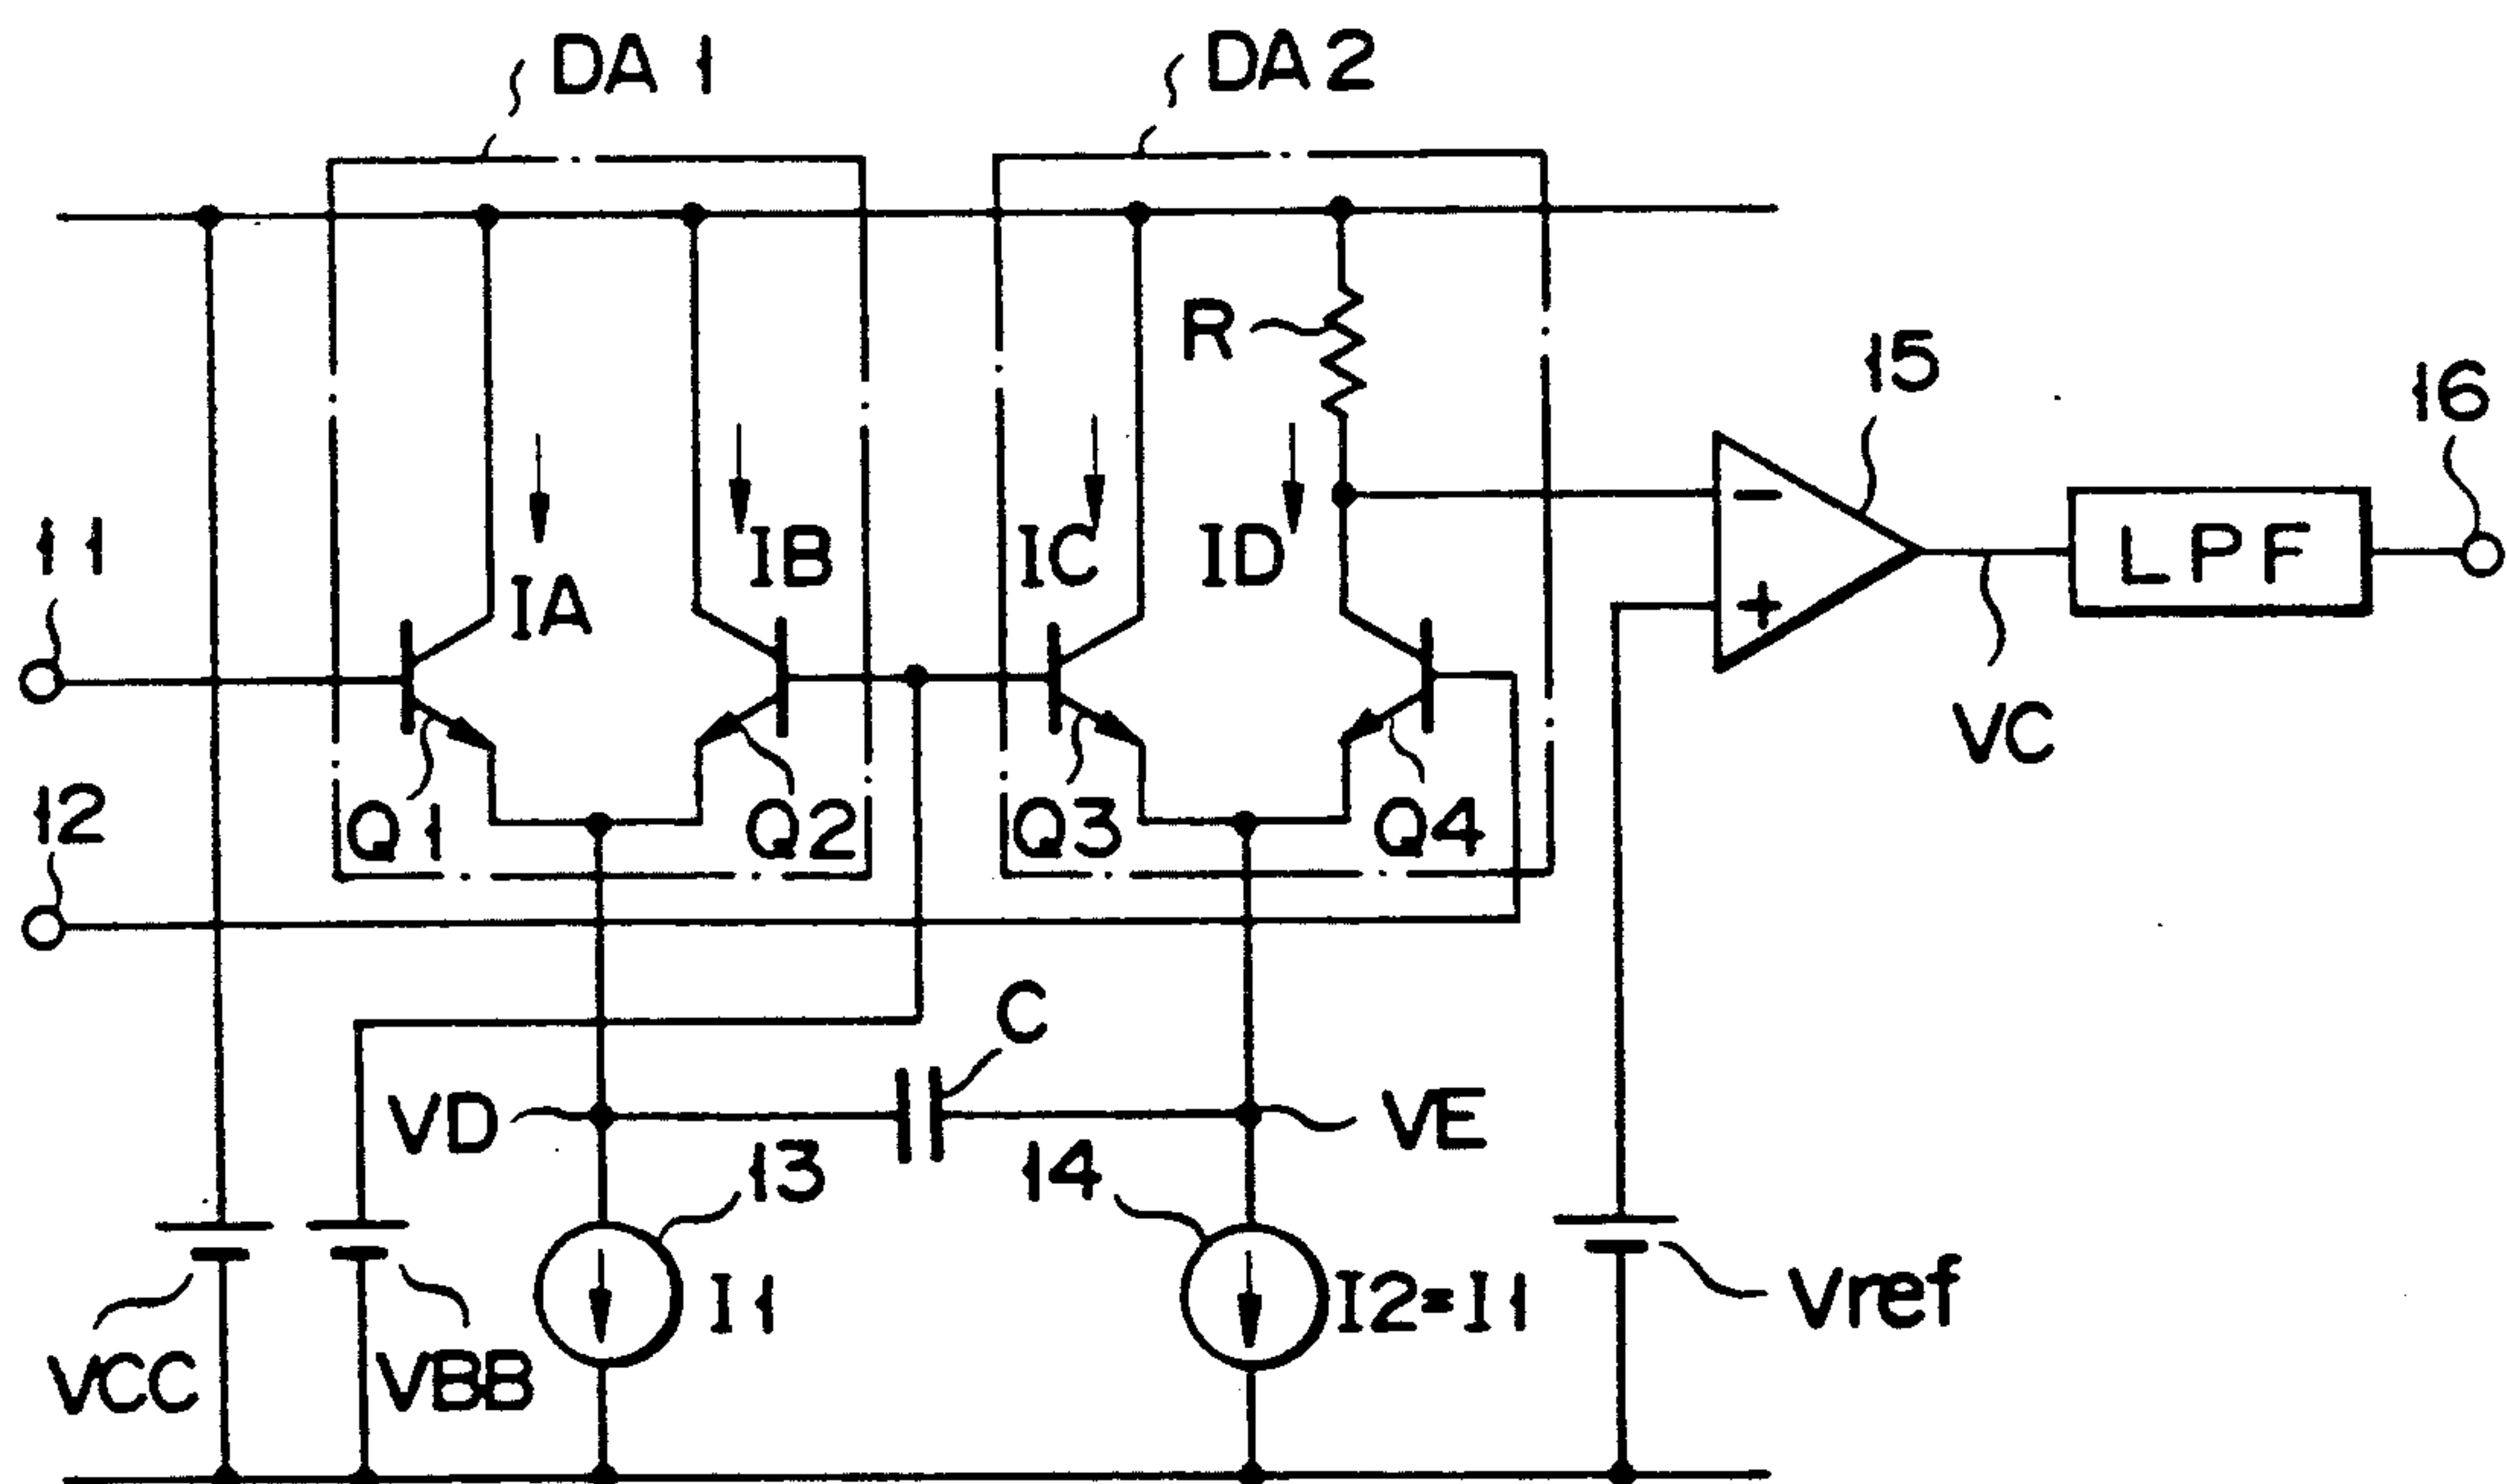 DA 1
DA 2
R
15
16
11
IA
IB
IC
ID
−
+
LPF
VC
12
Q1
Q2
Q3
Q4
C
VD
VE
13
14
I1
I2=I1
Vref
VCC
VBB